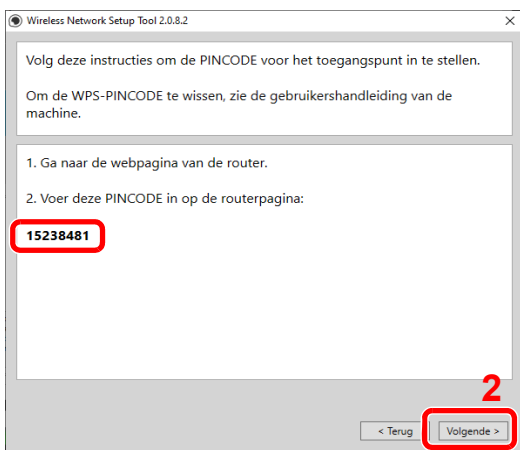 Wireless Network Setup Tool 2.0.8.2
Volg deze instructies om de PINCODE voor het toegangspunt in te stellen.
Om de WPS-PINCODE te wissen, zie de gebruikershandleiding van de
machine.
1. Ga naar de webpagina van de router.
2. Voer deze PINCODE in op de routerpagina:
15238481
2
< Terug
Volgende >